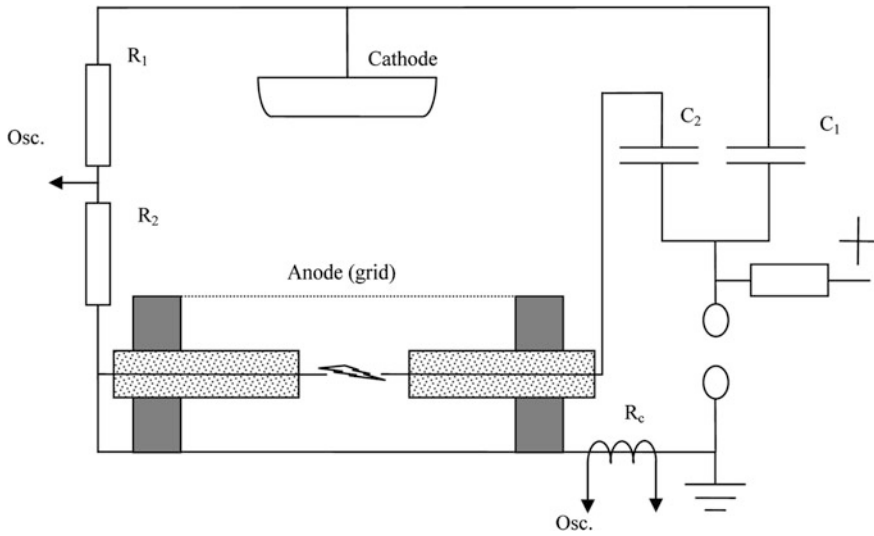 R₁
Cathode
Osc.
C₂
C₁
R₂
Anode (grid)
Rc
Osc.